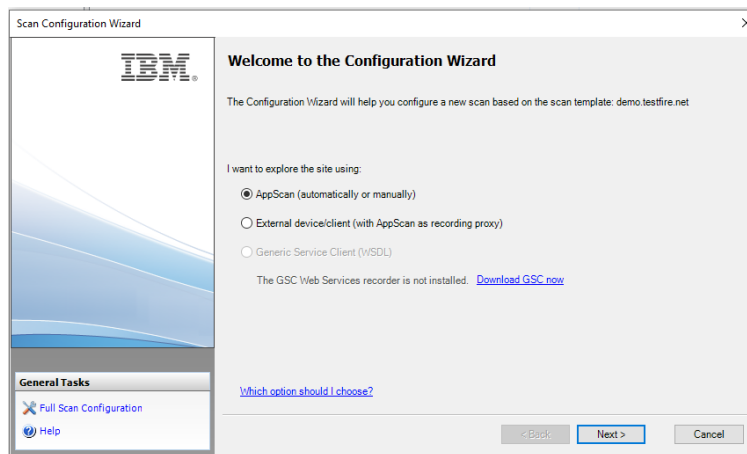 Scan Configuration Wizard
IBM®
Welcome to the Configuration Wizard
The Configuration Wizard will help you configure a new scan based on the scan template: demo.testfire.net
I want to explore the site using:
AppScan (automatically or manually)
External device/client (with AppScan as recording proxy)
Generic Service Client (WSDL)
The GSC Web Services recorder is not installed. Download GSC now
General Tasks
Full Scan Configuration
Help
Which option should I choose?
< Back Next > Cancel